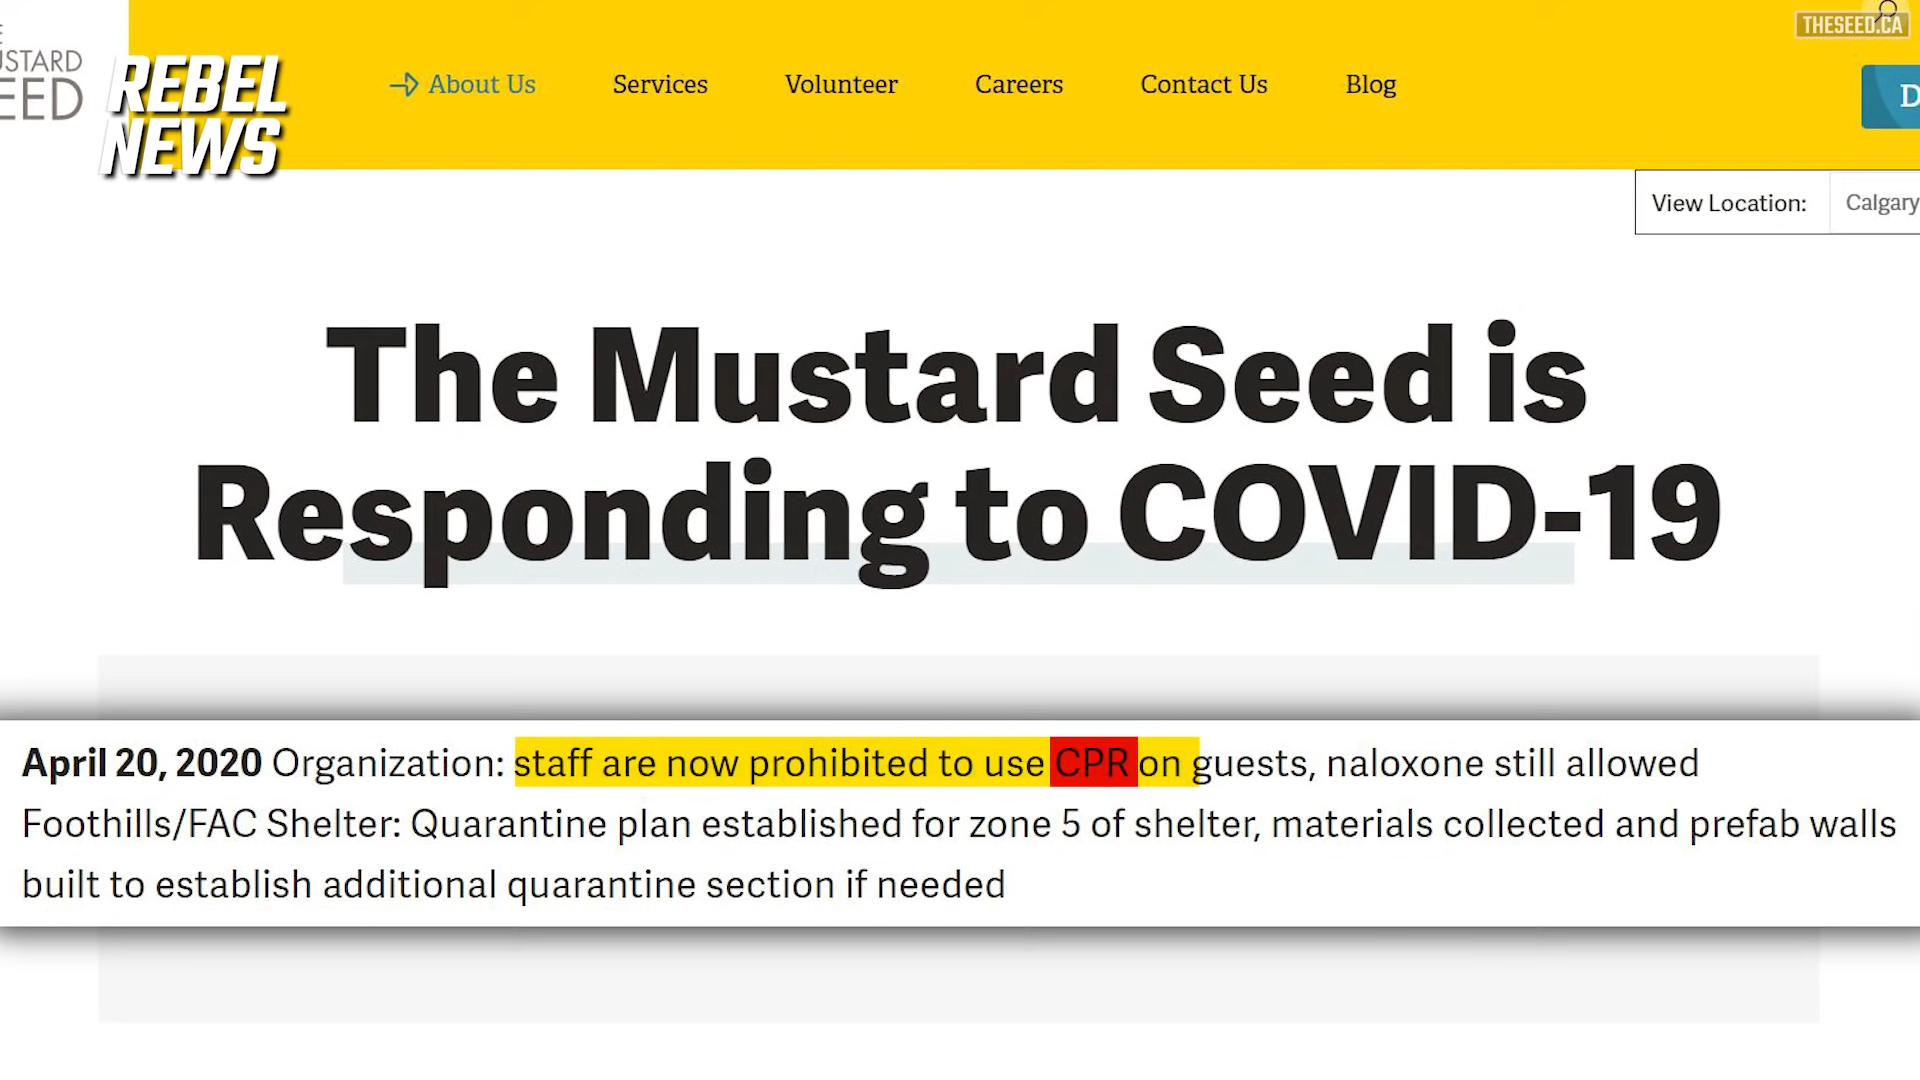 THESEED.CA
USTARD
EED
REBEL
NEWS
About Us Services Volunteer Careers Contact Us Blog
D
View Location: Calgary
The Mustard Seed is
Responding to COVID-19
April 20, 2020 Organization: staff are now prohibited to use CPR on guests, naloxone still allowed
Foothills/FAC Shelter: Quarantine plan established for zone 5 of shelter, materials collected and prefab walls
built to establish additional quarantine section if needed